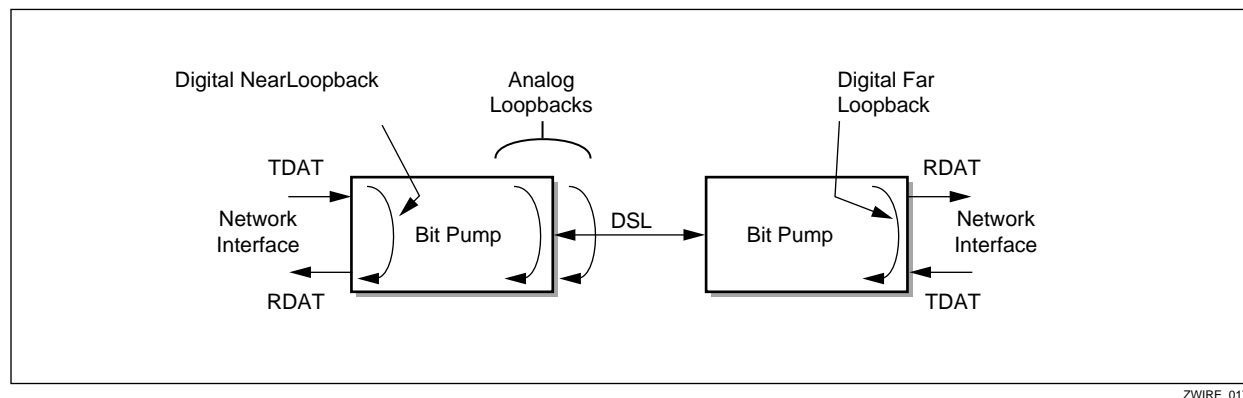 Digital NearLoopback
Analog
Loopbacks
Digital Far
Loopback
TDAT
RDAT
Network
Interface
Bit Pump
DSL
Bit Pump
Network
Interface
RDAT
TDAT